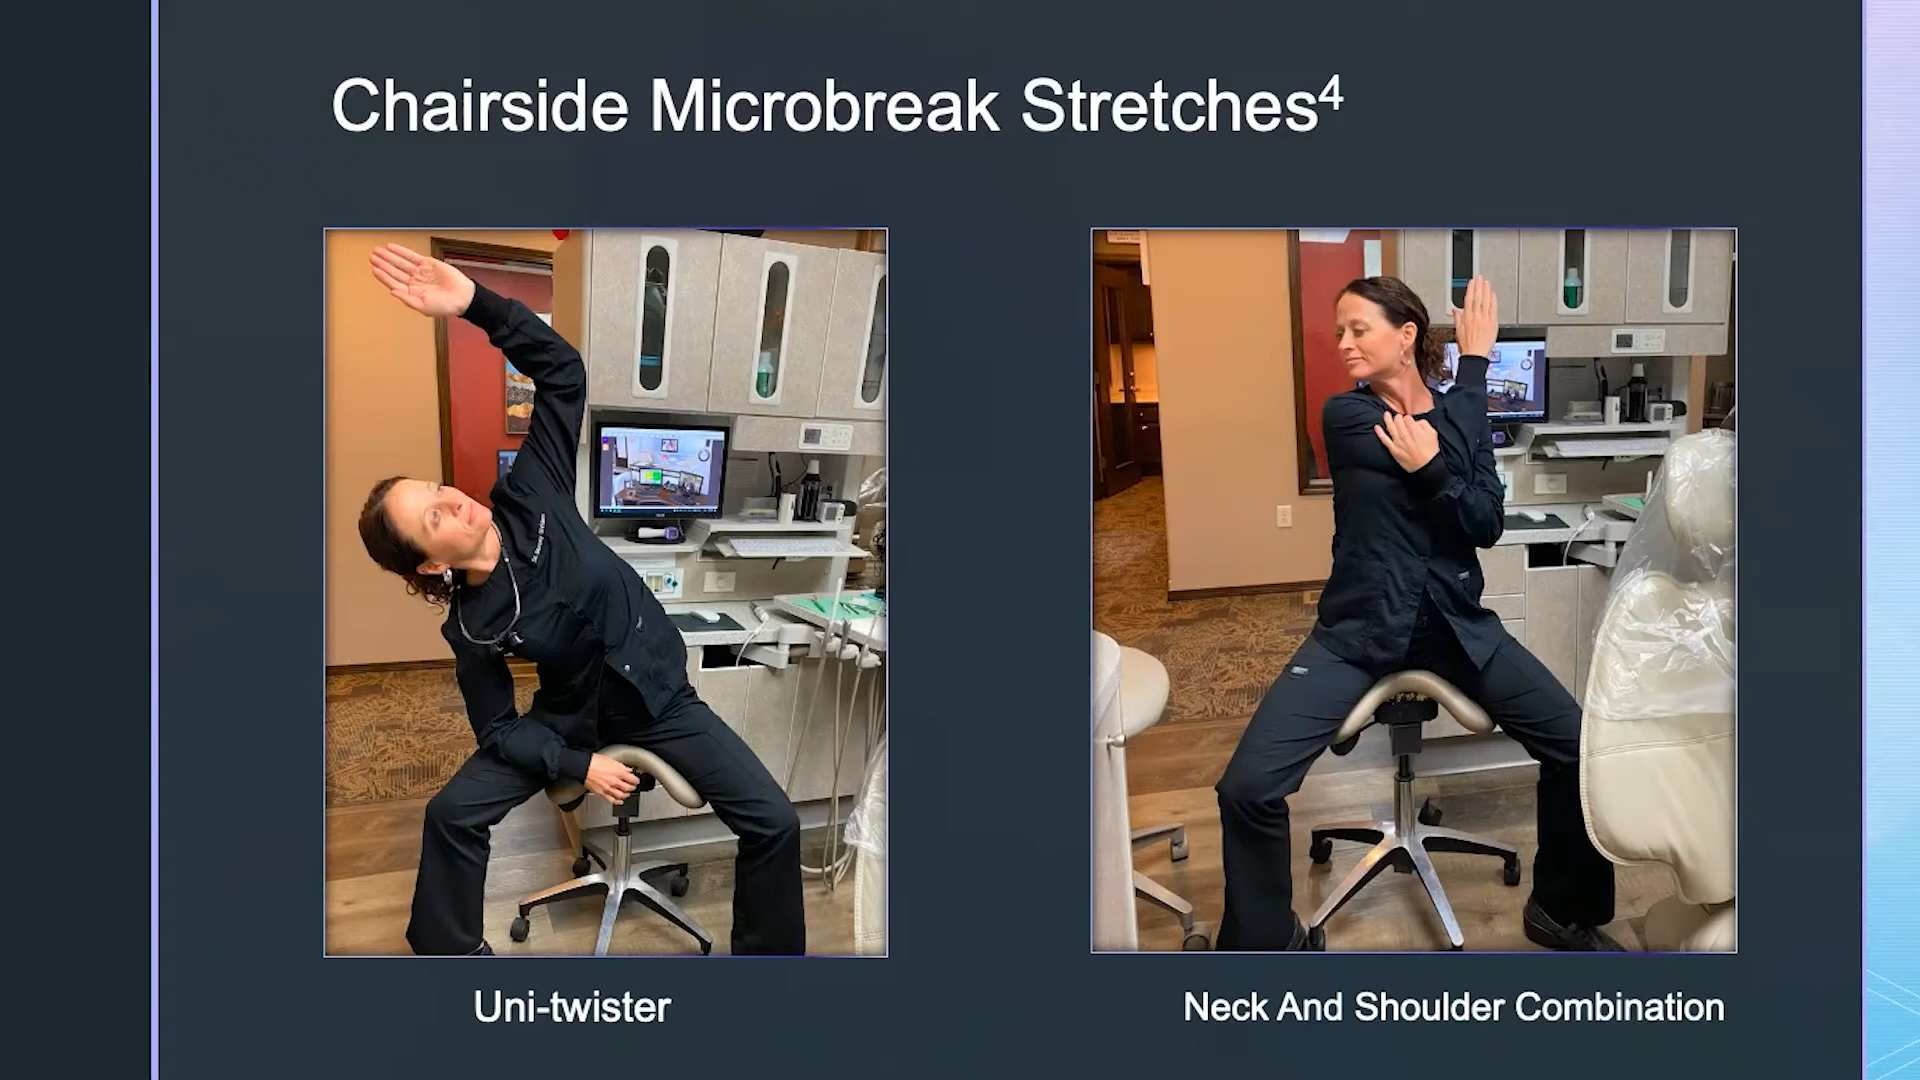 Chairside Microbreak Stretches⁴
Uni-twister
Neck And Shoulder Combination